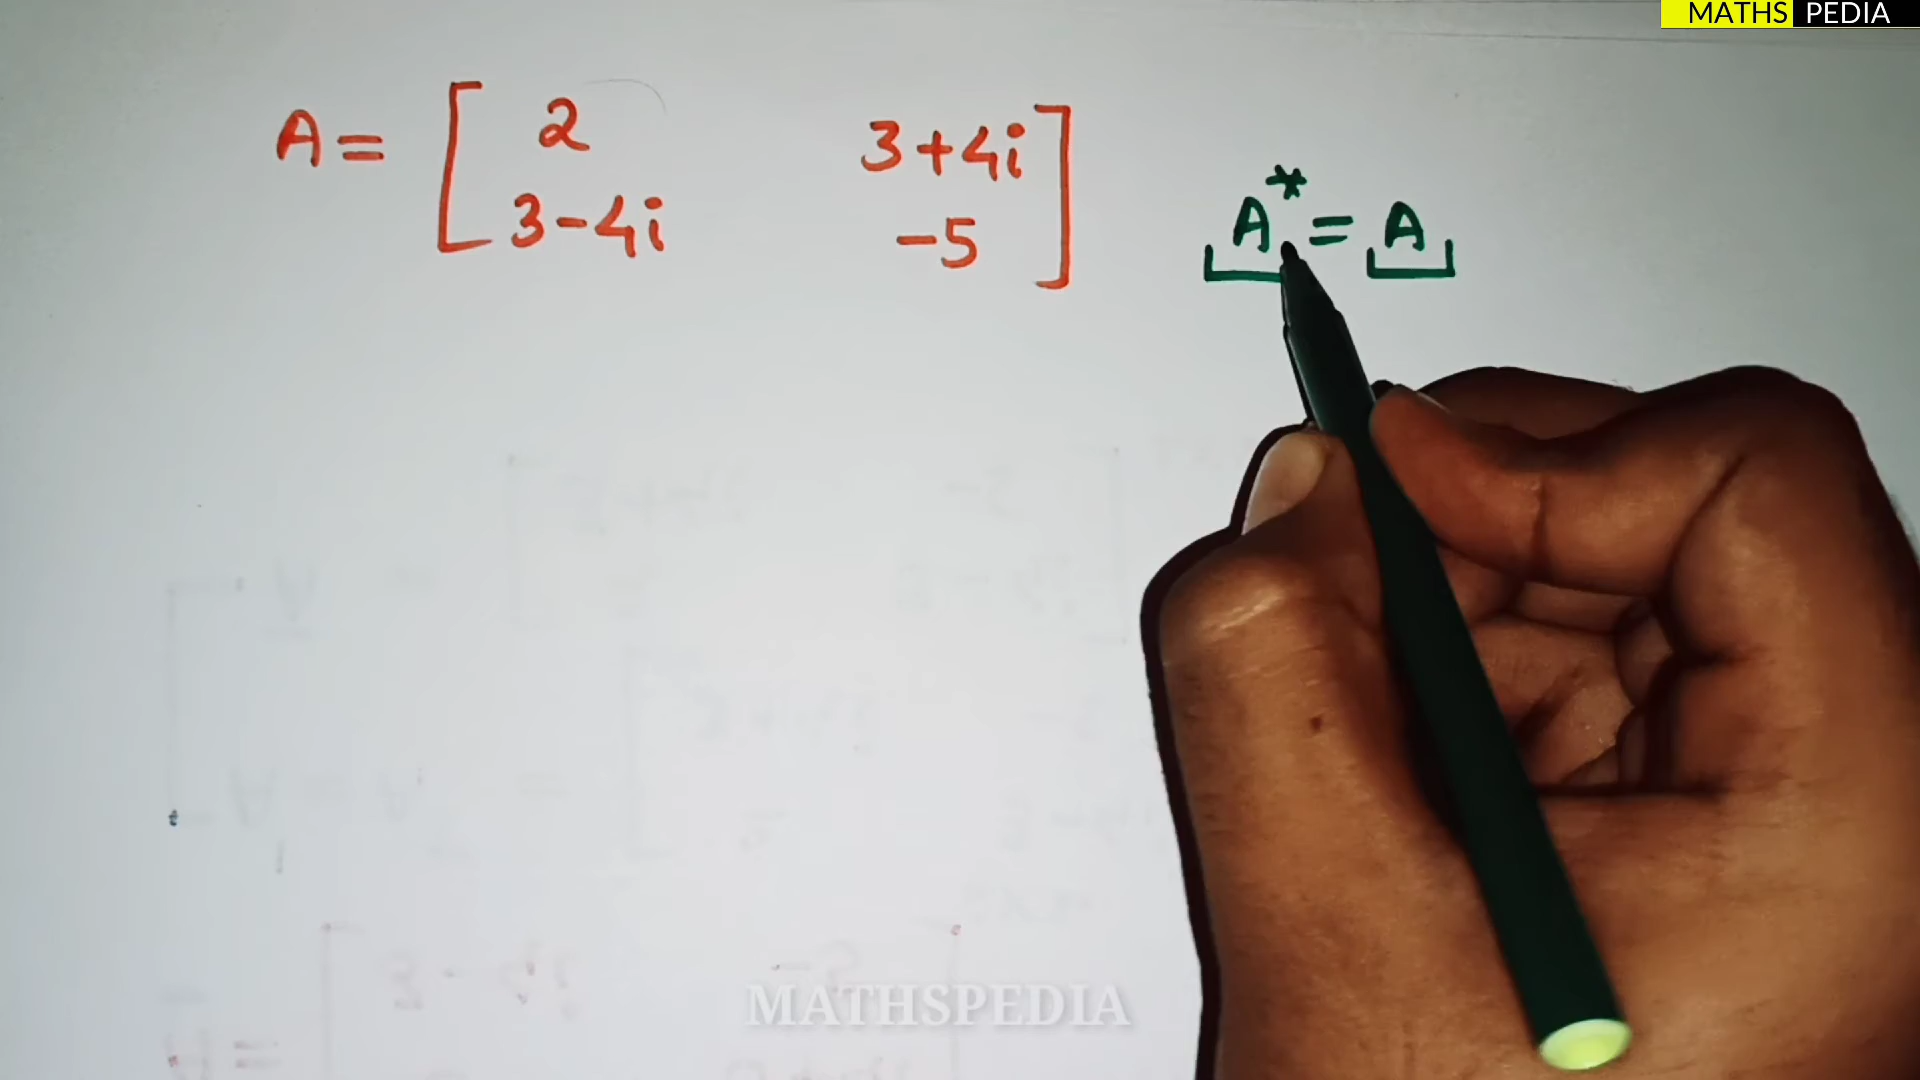 MATHS PEDIA
A = [ 2 3+4i
3-4i -5 ]
A* = A
MATHSPEDIA